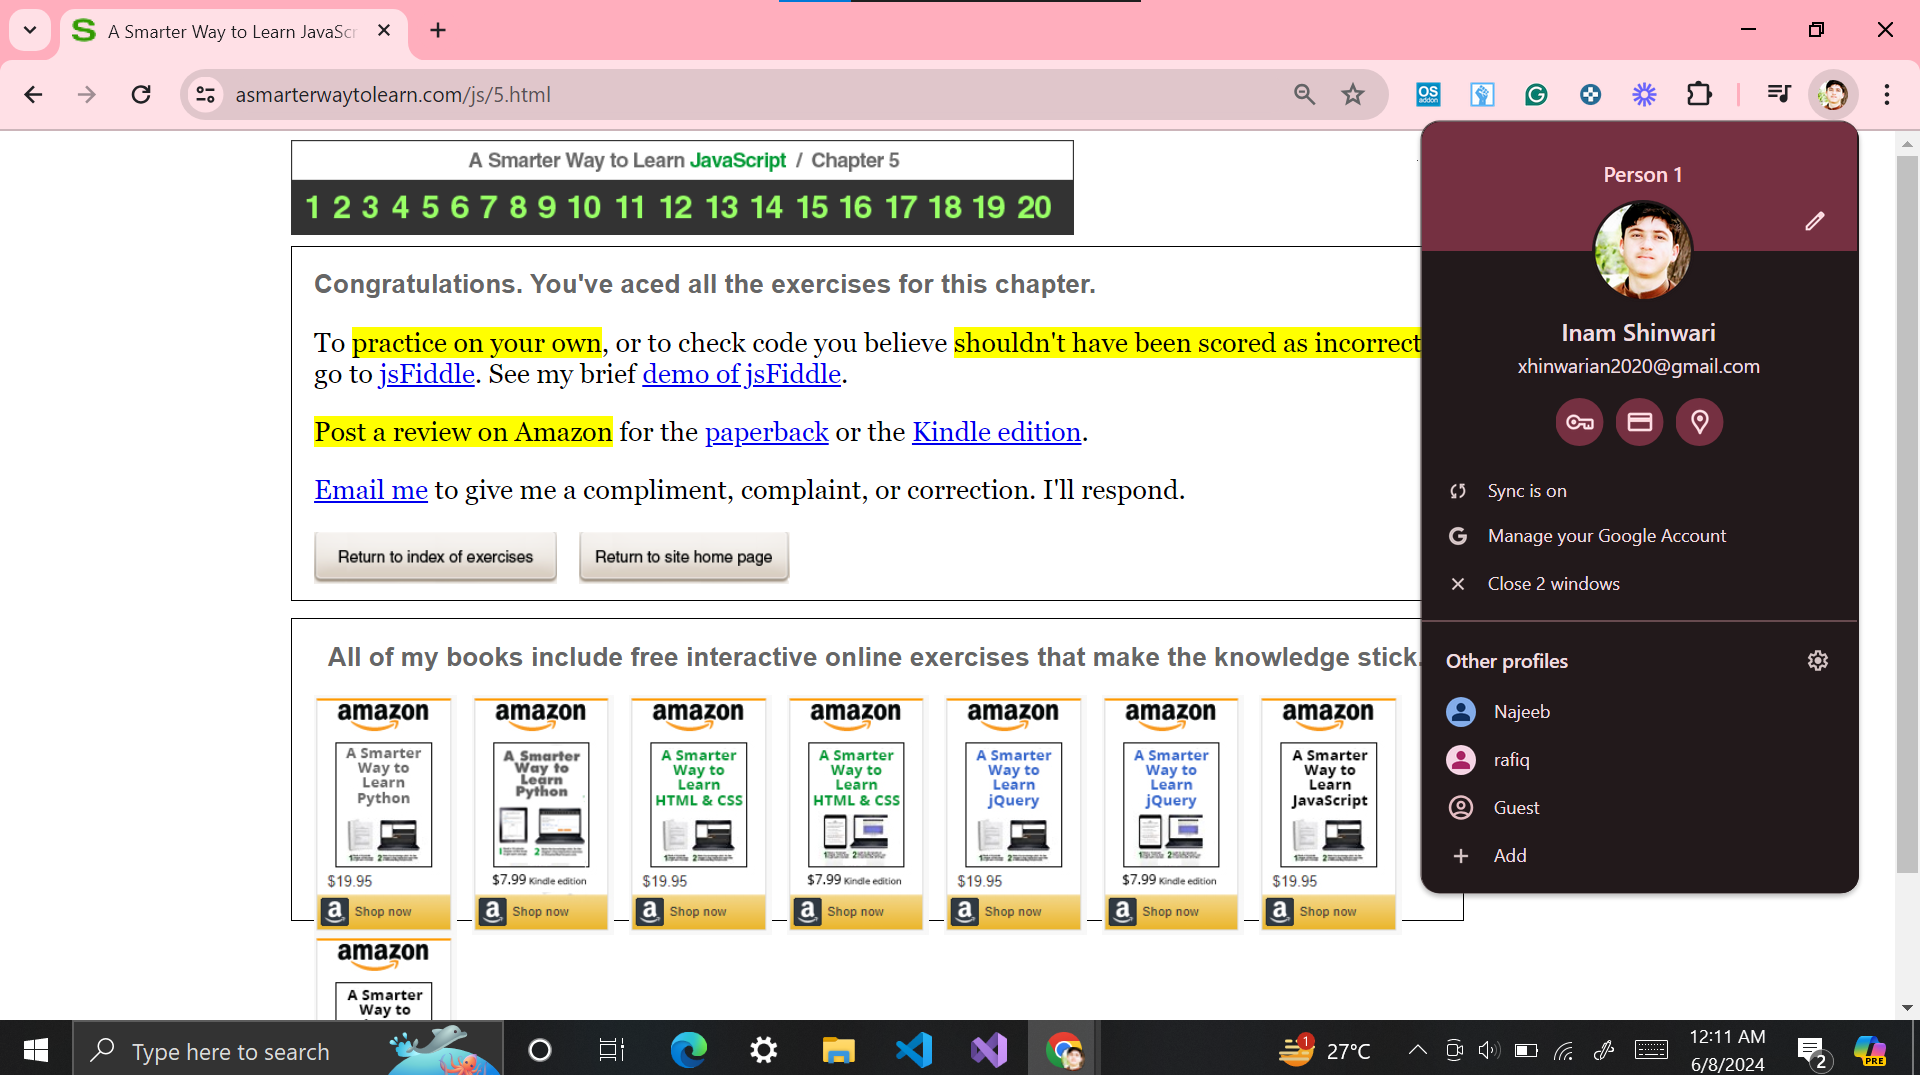 A Smarter Way to Learn JavaScr
asmarterwaytolearn.com/js/5.html
OS
addon
A Smarter Way to Learn JavaScript / Chapter 5
1 2 3 4 5 6 7 8 9 10 11 12 13 14 15 16 17 18 19 20
Congratulations. You've aced all the exercises for this chapter.
To practice on your own, or to check code you believe shouldn't have been scored as incorrect
go to jsFiddle. See my brief demo of jsFiddle.
Post a review on Amazon for the paperback or the Kindle edition.
Email me to give me a compliment, complaint, or correction. I'll respond.
Return to index of exercises Return to site home page
All of my books include free interactive online exercises that make the knowledge stick.
amazon amazon amazon amazon amazon amazon amazon
A Smarter A Smarter A Smarter A Smarter A Smarter A Smarter A Smarter
Way to Way to Way to Way to Way to Way to Way to
Learn Learn Learn Learn Learn Learn Learn
Python Python HTML & CSS HTML & CSS jQuery jQuery JavaScript
$19.95 $7.99 Kindle edition $19.95 $7.99 Kindle edition $19.95 $7.99 Kindle edition $19.95
a Shop now a Shop now a Shop now a Shop now a Shop now a Shop now a Shop now
amazon
A Smarter
Way to
Person 1
Inam Shinwari
xhinwarian2020@gmail.com
Sync is on
Manage your Google Account
Close 2 windows
Other profiles
Najeeb
rafiq
Guest
Add
Type here to search
1
27°C
12:11 AM
6/8/2024
2
PRE